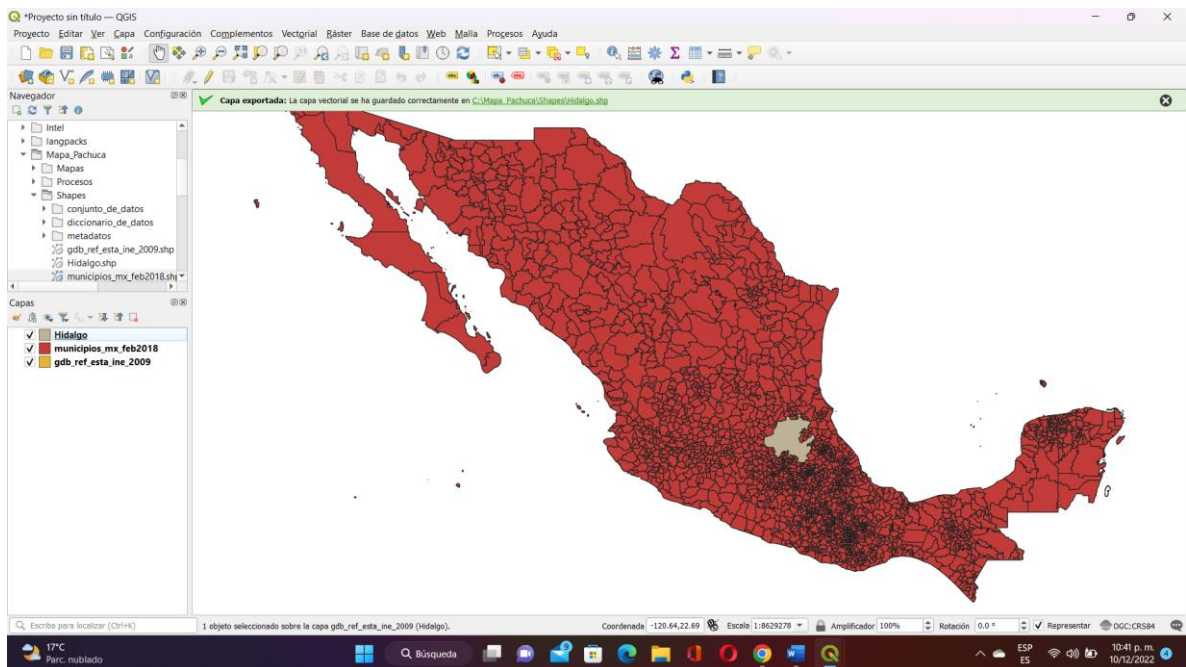 *Proyecto sin título — QGIS
Proyecto Editar Ver Capa Configuración Complementos Vectorial Ráster Base de datos Web Malla Procesos Ayuda
Navegador
Capa exportada: La capa vectorial se ha guardado correctamente en C:\Mapa_Pachuca\Shapes\Hidalgo.shp
Intel
langpacks
Mapa_Pachuca
Mapas
Procesos
Shapes
conjunto_de_datos
diccionario_de_datos
metadatos
gdb_ref_esta_ine_2009.shp
Hidalgo.shp
municipios_mx_feb2018.shp
Capas
Hidalgo
municipios_mx_feb2018
gdb_ref_esta_ine_2009
Escriba para localizar (Ctrl+K) 1 objeto seleccionado sobre la capa gdb_ref_esta_ine_2009 (Hidalgo). Coordenada -120.64,22.69 Escala 1:8629278 Amplificador 100% Rotación 0.0 ° Representar OGC:CRS84
17°C
Parc. nublado
Búsqueda
ESP
ES
10:41 p. m.
10/12/2022
4